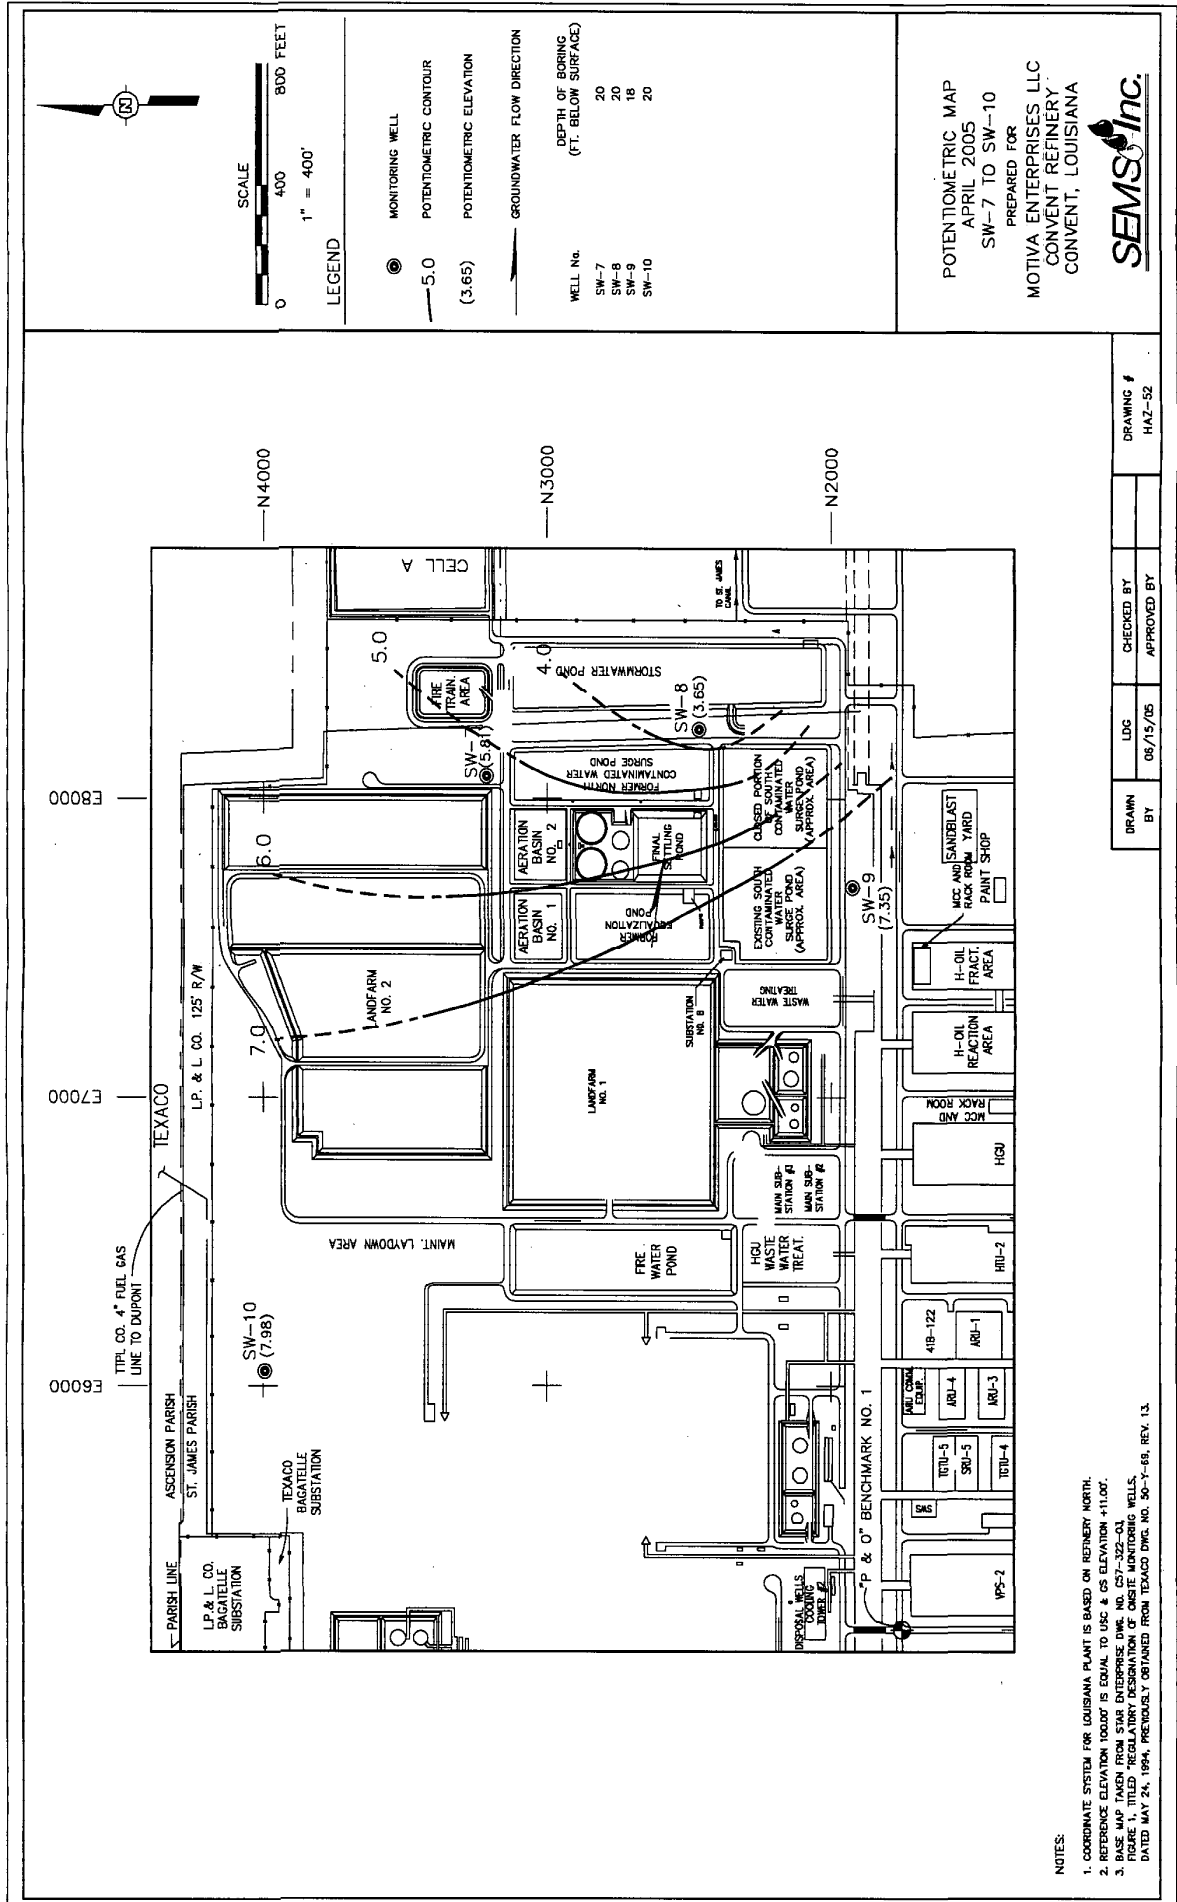 SCALE
0 400 800 FEET
1" = 400'
LEGEND
MONITORING WELL
5.0 POTENTIOMETRIC CONTOUR
(3.65) POTENTIOMETRIC ELEVATION
GROUNDWATER FLOW DIRECTION
WELL No. DEPTH OF BORING
(FT. BELOW SURFACE)
SW-7 20
SW-8 20
SW-9 18
SW-10 20
POTENTIOMETRIC MAP
APRIL 2005
SW-7 TO SW-10
PREPARED FOR
MOTIVA ENTERPRISES LLC
CONVENT REFINERY
CONVENT, LOUISIANA
SEMS Inc.
DRAWN
BY
LDG
06/15/05
CHECKED BY
APPROVED BY
DRAWING #
HAZ-52
N4000
N3000
N2000
E8000
E7000
E6000
TTPL CO. 4" FUEL GAS
LINE TO DUPONT
TEXACO
L.P. & L. CO. 125' R/W
PARISH LINE
ASCENSION PARISH
ST. JAMES PARISH
L.P.& L. CO.
BAGATELLE
SUBSTATION
TEXACO
BAGATELLE
SUBSTATION
SW-10
(7.98)
7.0
6.0
5.0
4.0
CELL A
LANDFARM
NO. 2
MAINT. LAYDOWN AREA
FIRE
TRAIN.
AREA
SW-7
(5.81)
SW-8
(3.65)
SW-9
(7.35)
STORMWATER POND
TO ST. JAMES
CANAL
FORMER NORTH
CONTAMINATED WATER
SURGE POND
AERATION
BASIN
NO. 2
AERATION
BASIN
NO. 1
FINAL
SETTLING
POND
FORMER
EQUALIZATION
POND
CLOSED PORTION
OF SOUTH
CONTAMINATED
WATER
SURGE POND
(APPROX. AREA)
EXISTING SOUTH
CONTAMINATED
WATER
SURGE POND
(APPROX. AREA)
LANDFARM
NO. 1
SUBSTATION
NO. 8
WASTE WATER
TREATING
MAIN SUB-
STATION #1
MAIN SUB-
STATION #2
FIRE
WATER
POND
HGU
WASTE
WATER
TREAT.
SANDBLAST
YARD
PAINT SHOP
MCC AND
RACK ROOM
H-OIL
FRACT.
AREA
H-OIL
REACTION
AREA
MCC AND
RACK ROOM
HGU
HTU-2
41B-122
ARU-1
ARU COMM.
EQUIP.
ARU-4
ARU-3
TGTU-5
SRU-5
TGTU-4
SWS
VPS-2
"P & O" BENCHMARK NO. 1
DISPOSAL WELLS
COOLING
TOWER #2
NOTES:
1. COORDINATE SYSTEM FOR LOUISIANA PLANT IS BASED ON REFINERY NORTH.
2. REFERENCE ELEVATION 100.00' IS EQUAL TO USC & GS ELEVATION +11.00'.
3. BASE MAP TAKEN FROM STAR ENTERPRISE DWG. NO. C57-322-03,
FIGURE 1, TITLED "REGULATORY DESIGNATION OF ONSITE MONITORING WELLS,
DATED MAY 24, 1994, PREVIOUSLY OBTAINED FROM TEXACO DWG. NO. 50-Y-69, REV. 13.